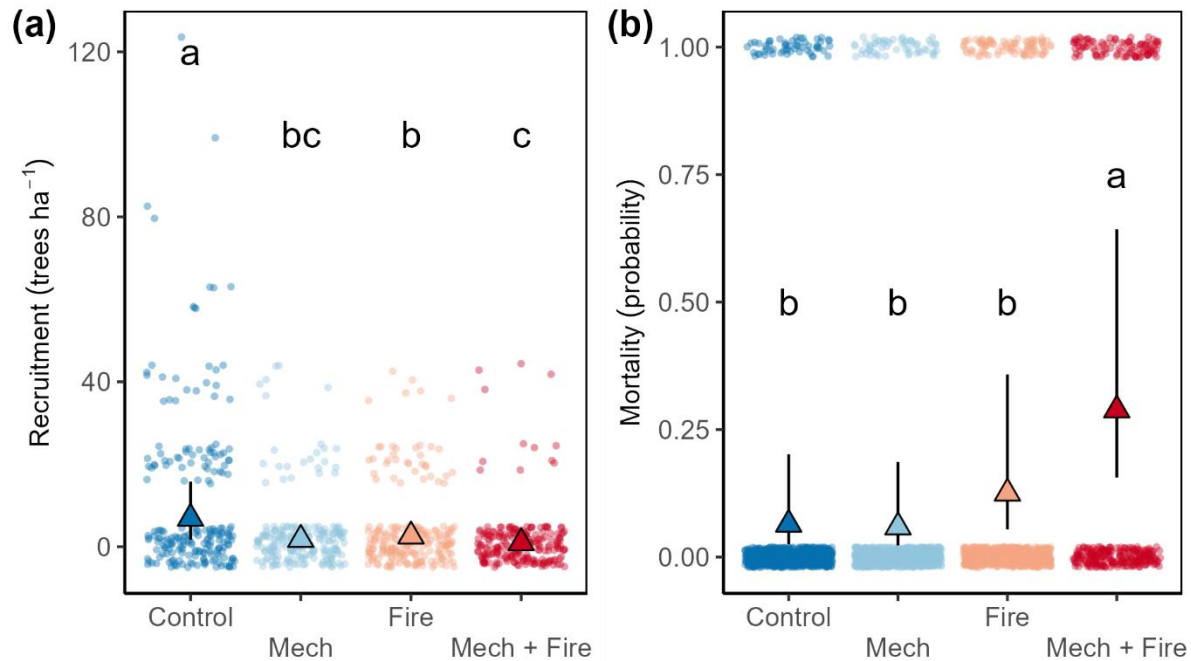 (a)
Recruitment (trees ha⁻¹)
120
80
40
0
a
bc
b
c
Control
Mech
Fire
Mech + Fire
(b)
Mortality (probability)
1.00
0.75
0.50
0.25
0.00
b
b
b
a
Control
Mech
Fire
Mech + Fire